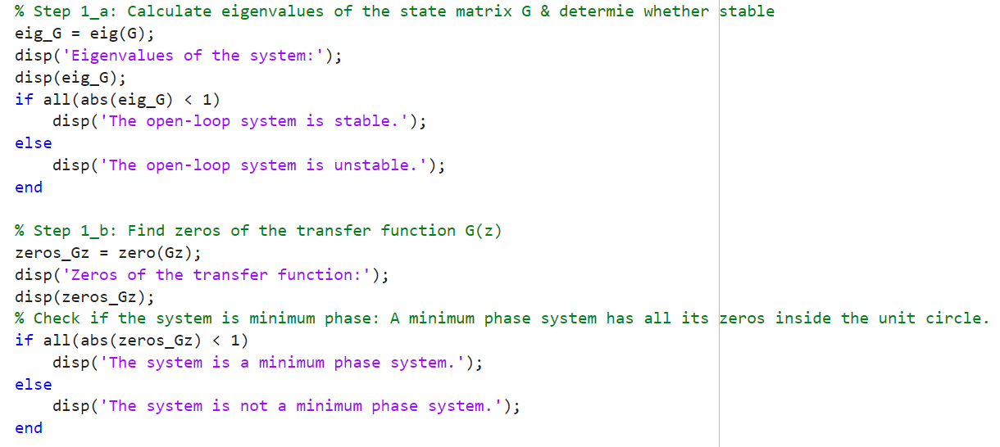 % Step 1_a: Calculate eigenvalues of the state matrix G & determie whether stable
eig_G = eig(G);
disp('Eigenvalues of the system:');
disp(eig_G);
if all(abs(eig_G) < 1)
    disp('The open-loop system is stable.');
else
    disp('The open-loop system is unstable.');
end

% Step 1_b: Find zeros of the transfer function G(z)
zeros_Gz = zero(Gz);
disp('Zeros of the transfer function:');
disp(zeros_Gz);
% Check if the system is minimum phase: A minimum phase system has all its zeros inside the unit circle.
if all(abs(zeros_Gz) < 1)
    disp('The system is a minimum phase system.');
else
    disp('The system is not a minimum phase system.');
end